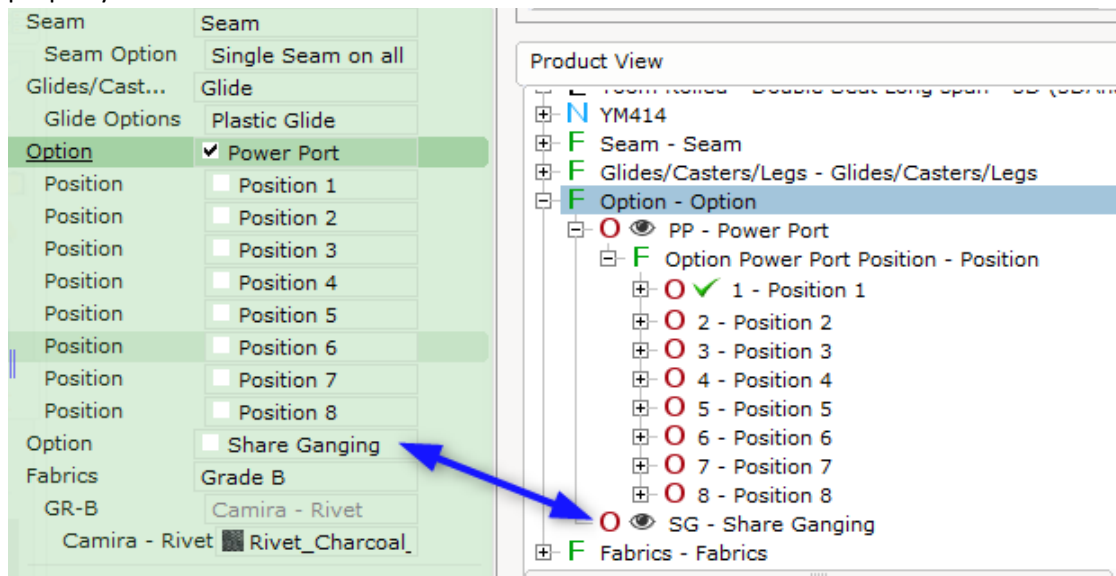 Seam Seam
Seam Option Single Seam on all
Glides/Cast... Glide
Glide Options Plastic Glide
Option Power Port
Position Position 1
Position Position 2
Position Position 3
Position Position 4
Position Position 5
Position Position 6
Position Position 7
Position Position 8
Option Share Ganging
Fabrics Grade B
GR-B Camira - Rivet
Camira - Rivet Rivet_Charcoal_
Product View
N YM414
F Seam - Seam
F Glides/Casters/Legs - Glides/Casters/Legs
F Option - Option
O PP - Power Port
F Option Power Port Position - Position
O 1 - Position 1
O 2 - Position 2
O 3 - Position 3
O 4 - Position 4
O 5 - Position 5
O 6 - Position 6
O 7 - Position 7
O 8 - Position 8
O SG - Share Ganging
F Fabrics - Fabrics